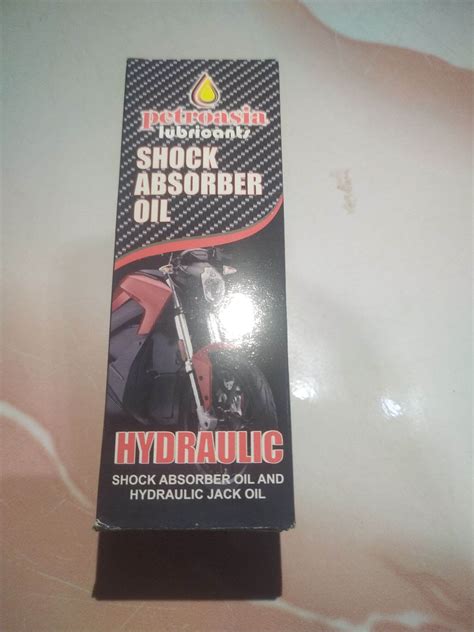 petroasia
lubricants
SHOCK
ABSORBER
OIL
HYDRAULIC
SHOCK ABSORBER OIL AND
HYDRAULIC JACK OIL